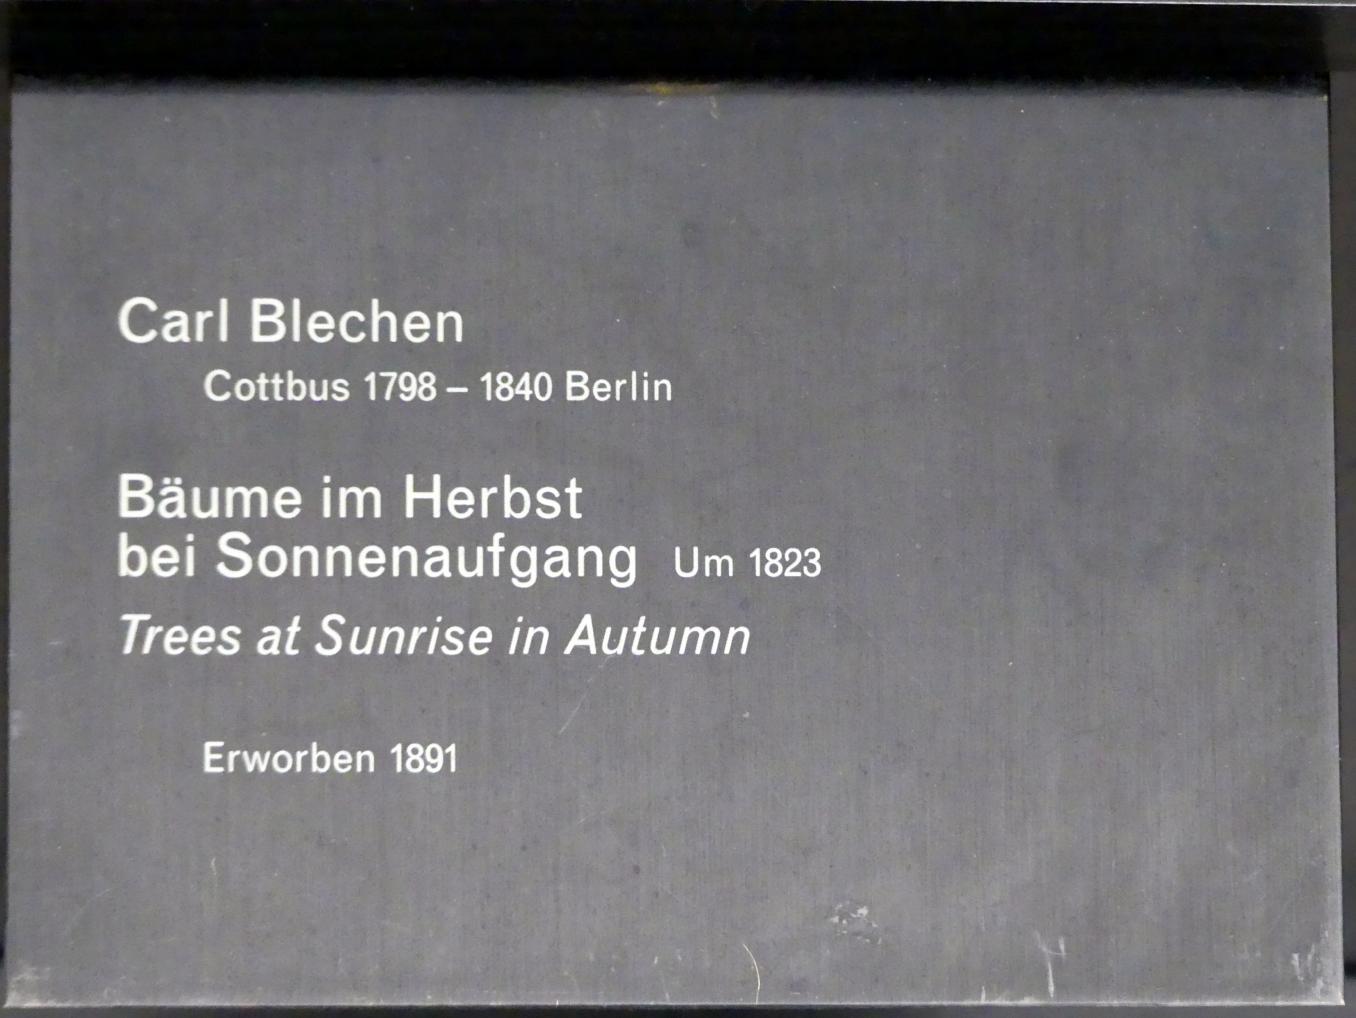 Carl Blechen
Cottbus 1798 – 1840 Berlin
Bäume im Herbst
bei Sonnenaufgang Um 1823
Trees at Sunrise in Autumn
Erworben 1891